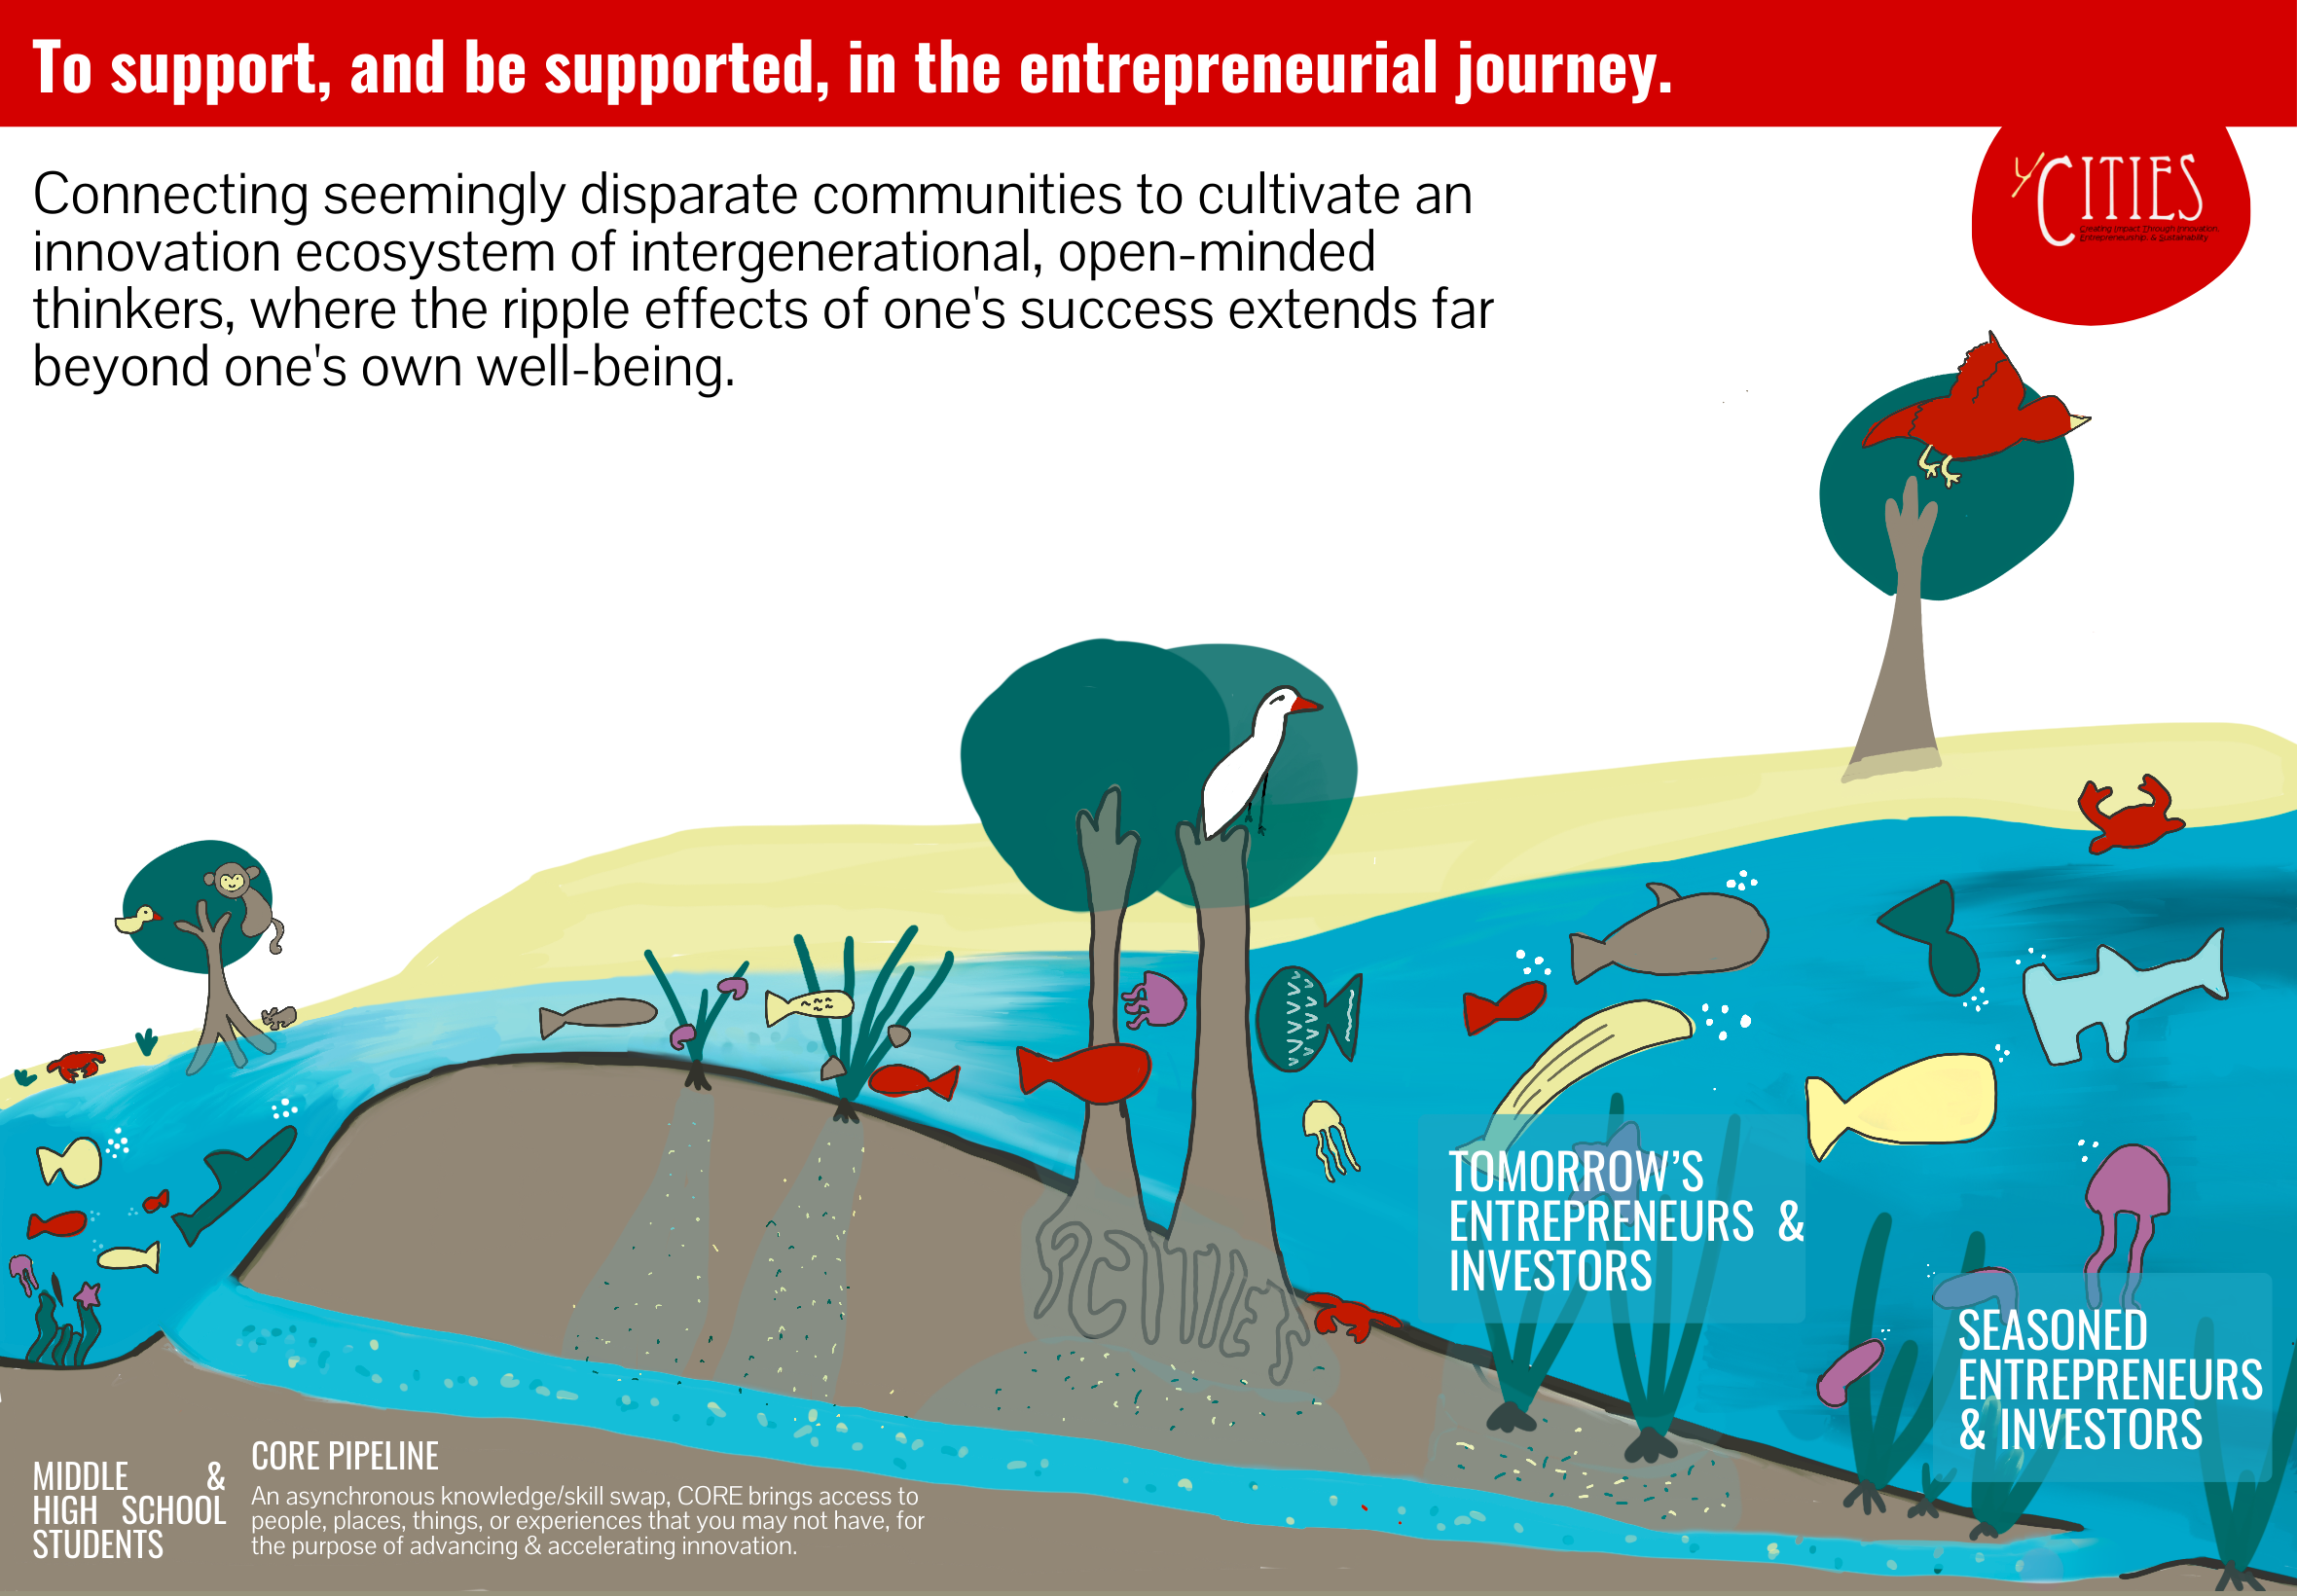 To support, and be supported, in the entrepreneurial journey.
yCITIES
Creating Impact Through Innovation,
Entrepreneurship, & Sustainability
Connecting seemingly disparate communities to cultivate an
innovation ecosystem of intergenerational, open-minded
thinkers, where the ripple effects of one's success extends far
beyond one's own well-being.
TOMORROW’S
ENTREPRENEURS &
INVESTORS
SEASONED
ENTREPRENEURS
& INVESTORS
MIDDLE &
HIGH SCHOOL
STUDENTS
CORE PIPELINE
An asynchronous knowledge/skill swap, CORE brings access to
people, places, things, or experiences that you may not have, for
the purpose of advancing & accelerating innovation.